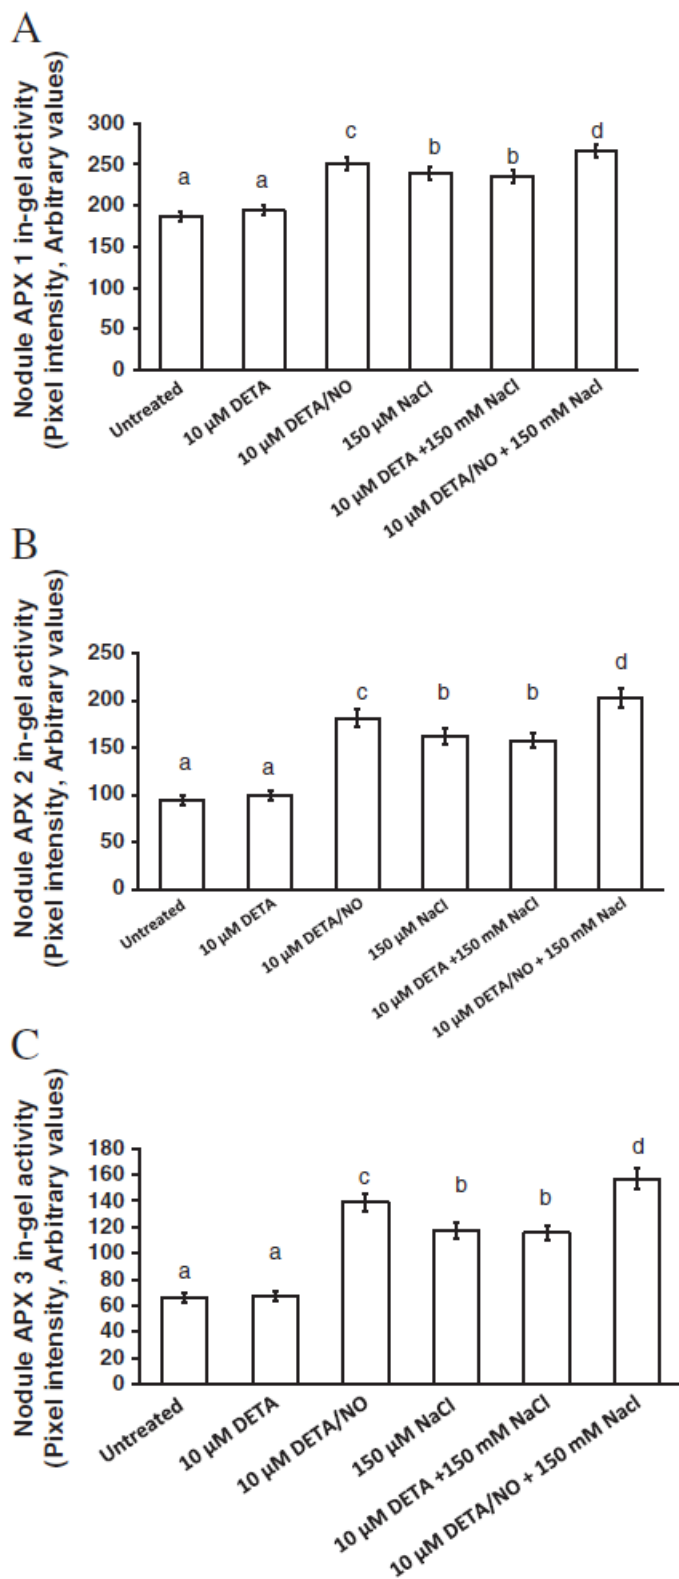 A
Nodule APX 1 in-gel activity
(Pixel intensity, Arbitrary values)
300
250
200
150
100
50
0
a
a
c
b
b
d
Untreated
10 µM DETA
10 µM DETA/NO
150 µM NaCl
10 µM DETA +150 mM NaCl
10 µM DETA/NO + 150 mM NaCl
B
Nodule APX 2 in-gel activity
(Pixel intensity, Arbitrary values)
250
200
150
100
50
0
a
a
c
b
b
d
Untreated
10 µM DETA
10 µM DETA/NO
150 µM NaCl
10 µM DETA +150 mM NaCl
10 µM DETA/NO + 150 mM NaCl
C
Nodule APX 3 in-gel activity
(Pixel intensity, Arbitrary values)
180
160
140
120
100
80
60
40
20
0
a
a
c
b
b
d
Untreated
10 µM DETA
10 µM DETA/NO
150 µM NaCl
10 µM DETA +150 mM NaCl
10 µM DETA/NO + 150 mM NaCl